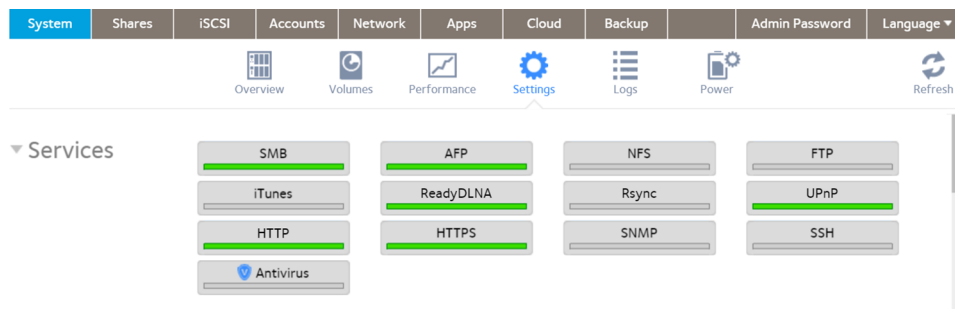 System Shares iSCSI Accounts Network Apps Cloud Backup Admin Password Language
Overview Volumes Performance Settings Logs Power Refresh
Services
SMB AFP NFS FTP
iTunes ReadyDLNA Rsync UPnP
HTTP HTTPS SNMP SSH
V Antivirus